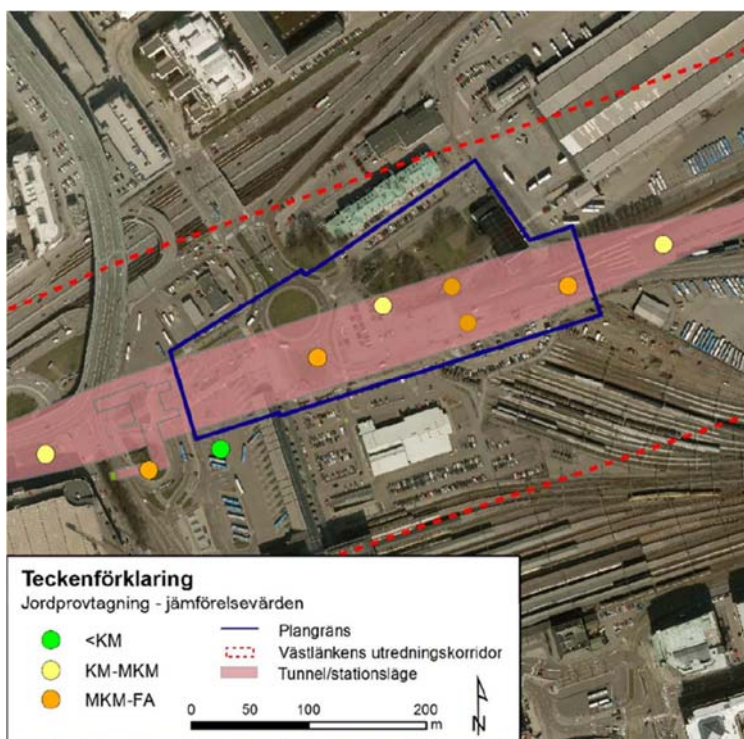 Teckenförklaring
Jordprovtagning - jämförelsevärden
<KM
KM-MKM
MKM-FA
Plangräns
Västlänkens utredningskorridor
Tunnel/stationsläge
0 50 100 200
m
N